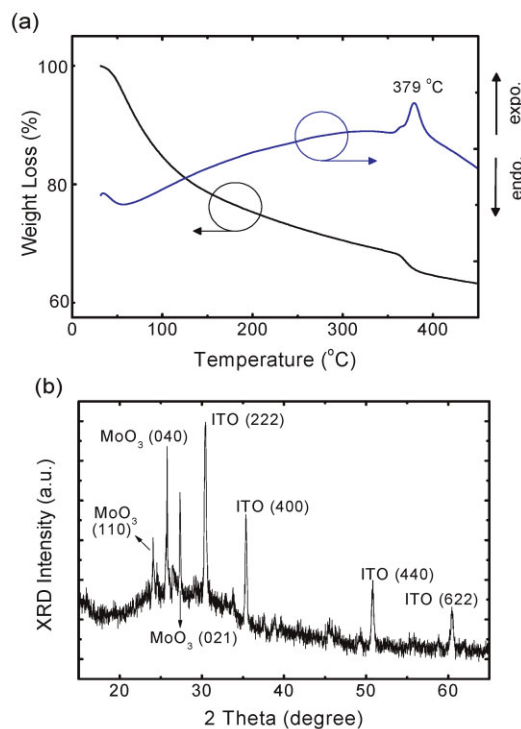 (a)
100
80
60
Weight Loss (%)
379 °C
expo.
endo.
0
100
200
300
400
Temperature (°C)
(b)
XRD Intensity (a.u.)
MoO₃ (110)
MoO₃ (040)
MoO₃ (021)
ITO (222)
ITO (400)
ITO (440)
ITO (622)
20
30
40
50
60
2 Theta (degree)